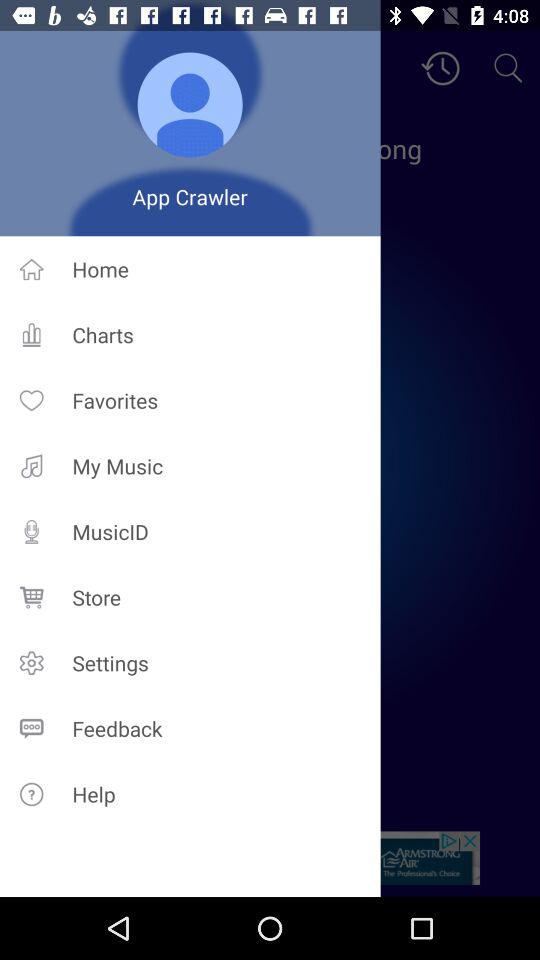 4:08
ong
App Crawler
Home
Charts
Favorites
My Music
MusicID
Store
Settings
Feedback
Help
ARMSTRONG
AIR
The Professional's Choice